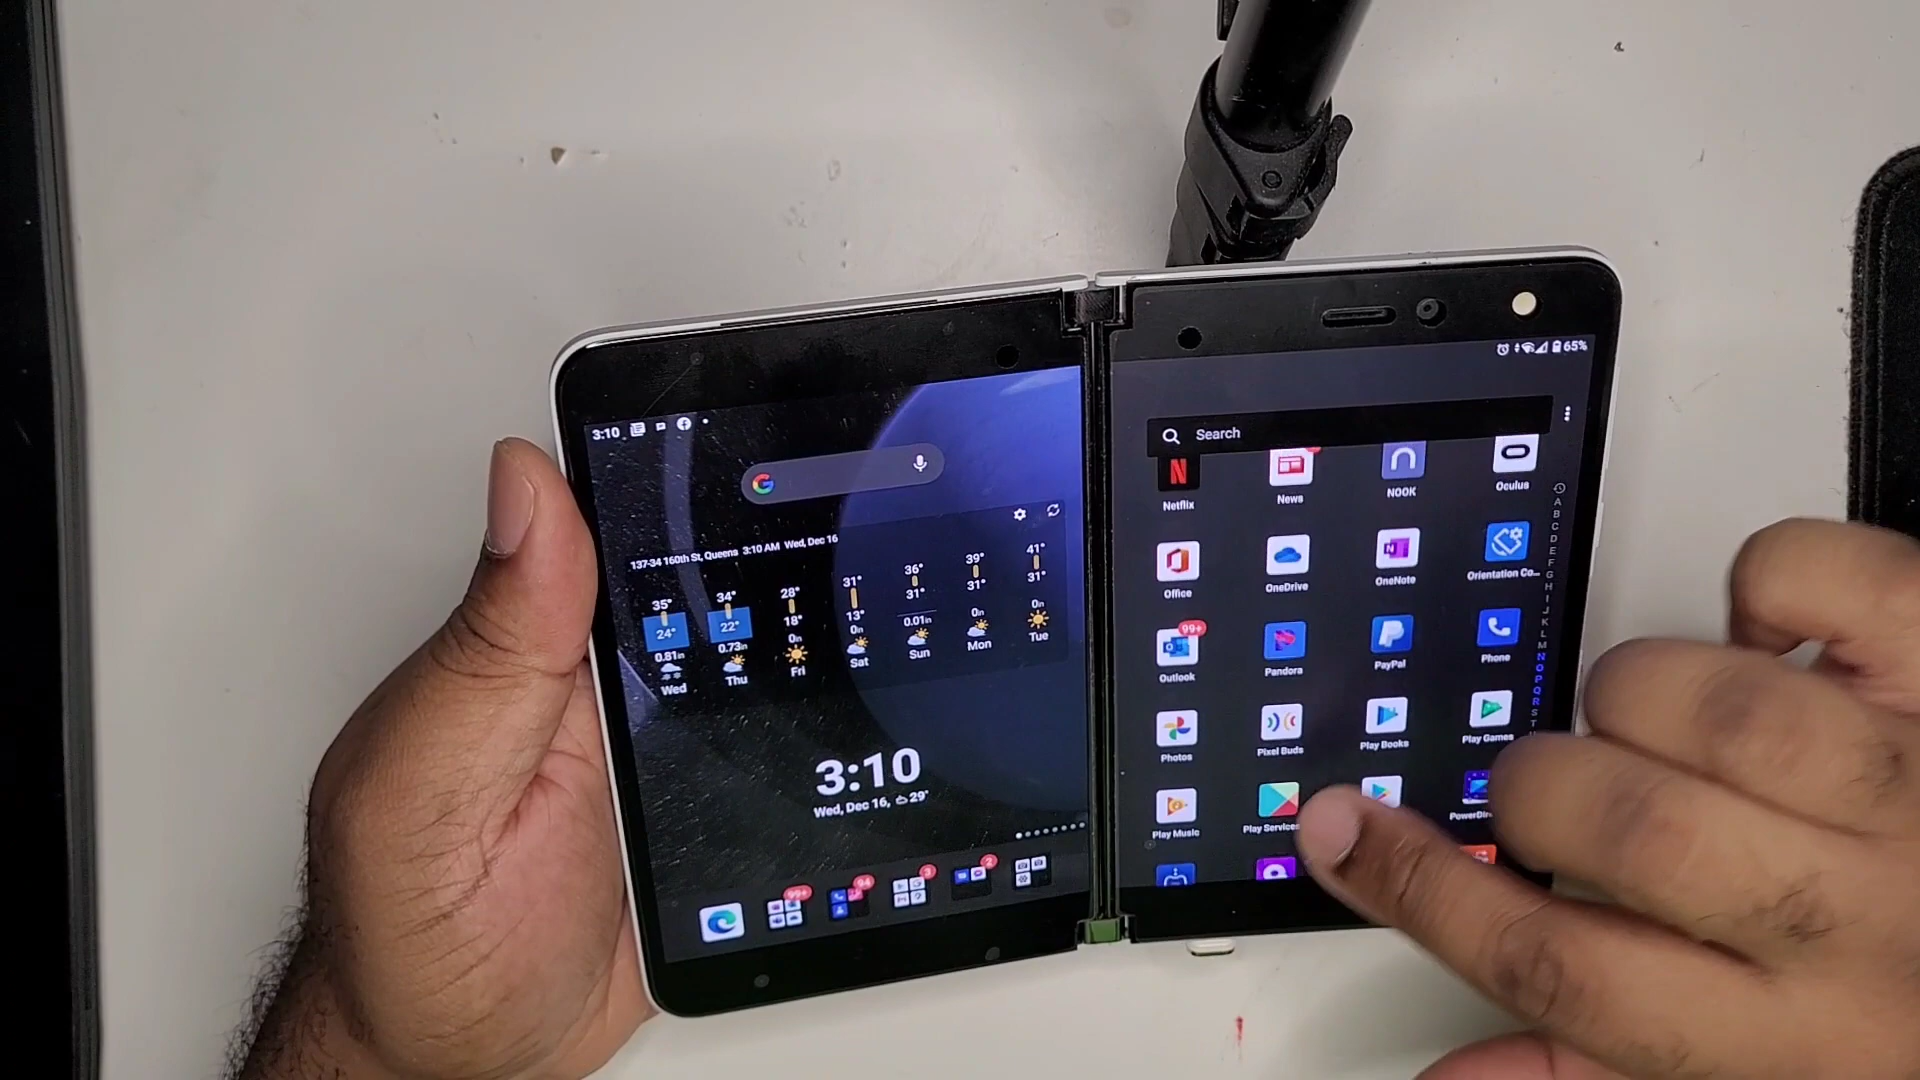 3:10
137-34 160th St, Queens 3:10 AM Wed, Dec 16
35° 34° 28° 31° 36° 39° 41°
24° 22° 18° 13° 31° 31° 31°
0.81in 0.73in 0in 0in 0.01in 0in 0in
Wed Thu Fri Sat Sun Mon Tue
3:10
Wed, Dec 16, 29°
99+ 94 3 2
65%
Search
Netflix News NOOK Oculus
Office OneDrive OneNote Orientation Co...
99+
Outlook Pandora PayPal Phone
Photos Pixel Buds Play Books Play Games
Play Music Play Services
A
B
C
D
E
F
G
H
I
J
K
L
M
N
O
P
Q
R
S
T